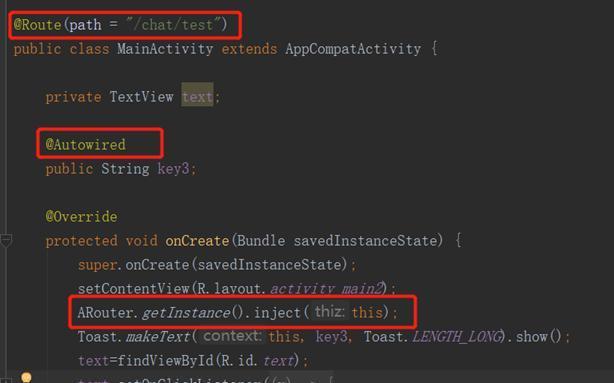 @Route(path = "/chat/test")
public class MainActivity extends AppCompatActivity {
private TextView text;
@Autowired
public String key3;
@Override
protected void onCreate(Bundle savedInstanceState) {
super.onCreate(savedInstanceState);
setContentView(R.layout.activity_main2);
ARouter.getInstance().inject( thiz: this);
Toast.makeText( context: this, key3, Toast.LENGTH_LONG).show();
text=findViewById(R.id.text);